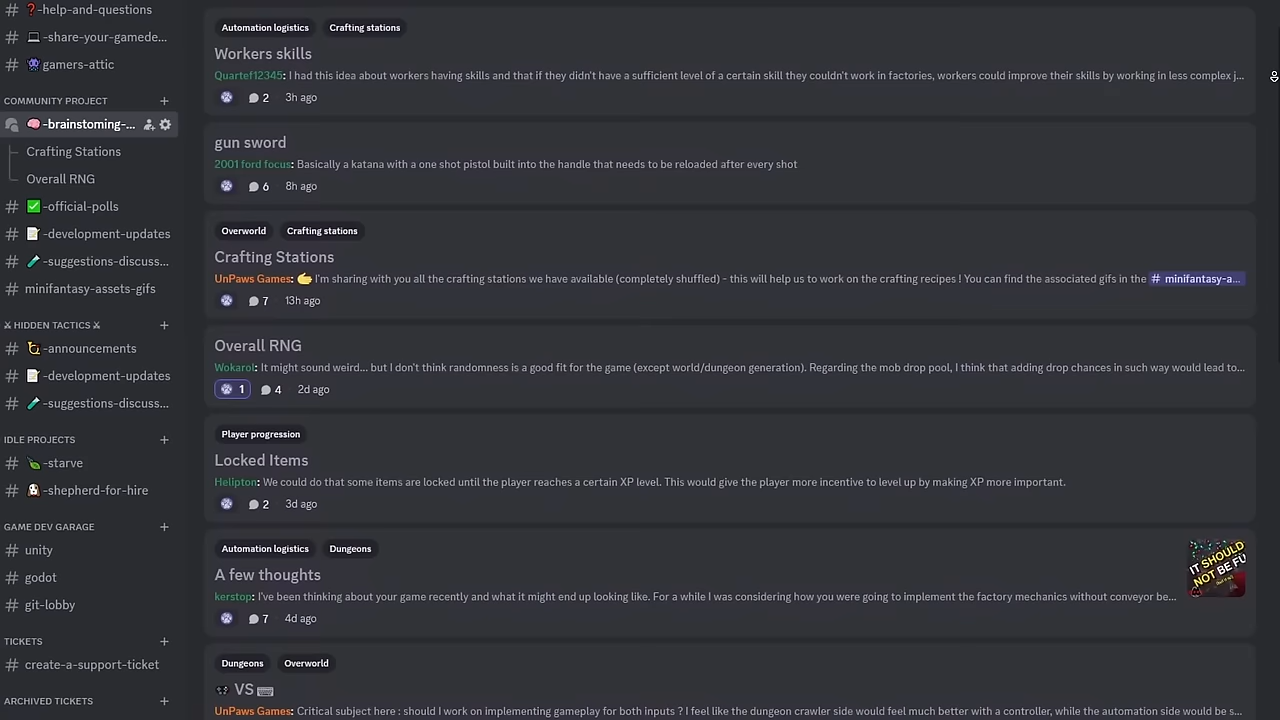 # ❓-help-and-questions
# 💻-share-your-gamede...
# 👾 gamers-attic
COMMUNITY PROJECT +
🧠-brainstoming-...
Crafting Stations
Overall RNG
# ✅-official-polls
# 📝-development-updates
# 🧪-suggestions-discuss...
minifantasy-assets-gifs
⚔ HIDDEN TACTICS ⚔ +
# -announcements
# 📝-development-updates
# 🧪-suggestions-discuss...
IDLE PROJECTS +
# -starve
# -shepherd-for-hire
GAME DEV GARAGE +
# unity
# godot
# git-lobby
TICKETS +
# create-a-support-ticket
ARCHIVED TICKETS +
Automation logistics Crafting stations
Workers skills
Quartef12345: I had this idea about workers having skills and that if they didn't have a sufficient level of a certain skill they couldn't work in factories, workers could improve their skills by working in less complex j...
2 3h ago
gun sword
2001 ford focus: Basically a katana with a one shot pistol built into the handle that needs to be reloaded after every shot
6 8h ago
Overworld Crafting stations
Crafting Stations
UnPaws Games: 👉 I'm sharing with you all the crafting stations we have available (completely shuffled) - this will help us to work on the crafting recipes ! You can find the associated gifs in the # minifantasy-a...
7 13h ago
Overall RNG
Wokarol: It might sound weird... but I don't think randomness is a good fit for the game (except world/dungeon generation). Regarding the mob drop pool, I think that adding drop chances in such way would lead to...
1 4 2d ago
Player progression
Locked Items
Helipton: We could do that some items are locked until the player reaches a certain XP level. This would give the player more incentive to level up by making XP more important.
2 3d ago
Automation logistics Dungeons
A few thoughts
kerstop: I've been thinking about your game recently and what it might end up looking like. For a while I was considering how you were going to implement the factory mechanics without conveyor be...
IT SHOULD
NOT BE FU
7 4d ago
Dungeons Overworld
🎮 VS ⌨
UnPaws Games: Critical subject here : should I work on implementing gameplay for both inputs ? I feel like the dungeon crawler side would feel much better with a controller, while the automation side would be s...